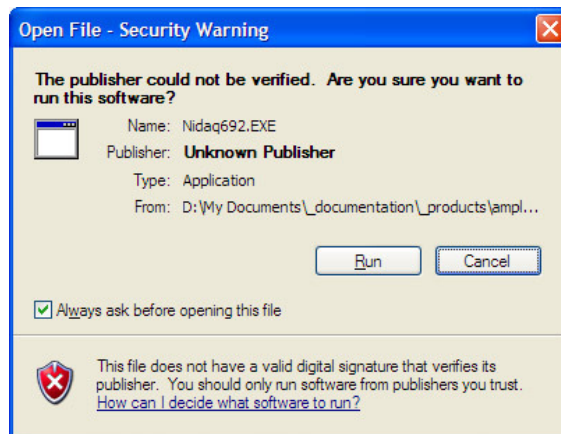 Open File - Security Warning
The publisher could not be verified.  Are you sure you want to
run this software?
Name: Nidaq692.EXE
Publisher: Unknown Publisher
Type: Application
From: D:\My Documents\_documentation\_products\ampl...
Run Cancel
Always ask before opening this file
This file does not have a valid digital signature that verifies its
publisher.  You should only run software from publishers you trust.
How can I decide what software to run?